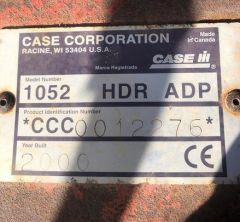 CASE CORPORATION
RACINE, WI 53404 U.S.A.
Made in
Canada
Marca Registrada
CASE IH
Model Number
1052 HDR ADP
Product Identification Number
*CCC0012276*
Year Built
2000 CE